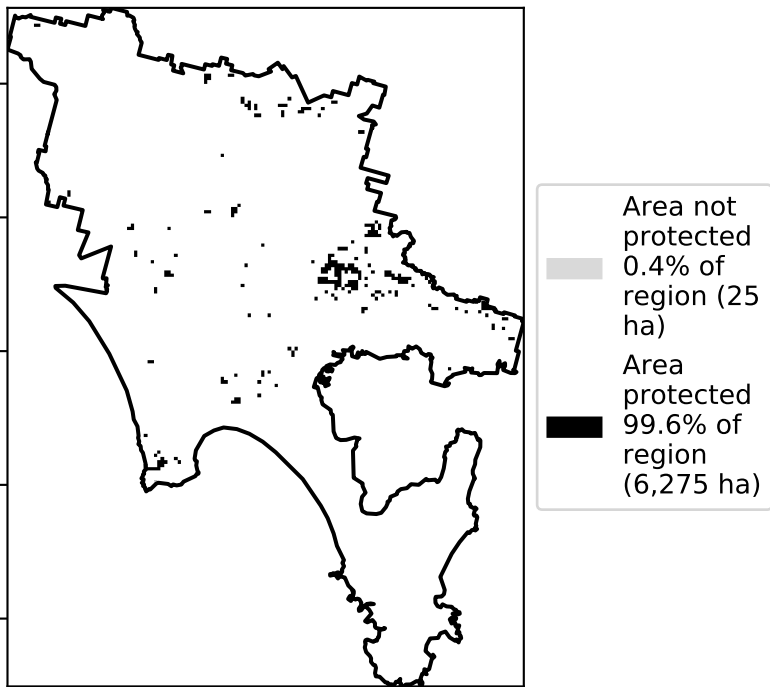 Area not
protected
0.4% of
region (25
ha)
Area
protected
99.6% of
region
(6,275 ha)